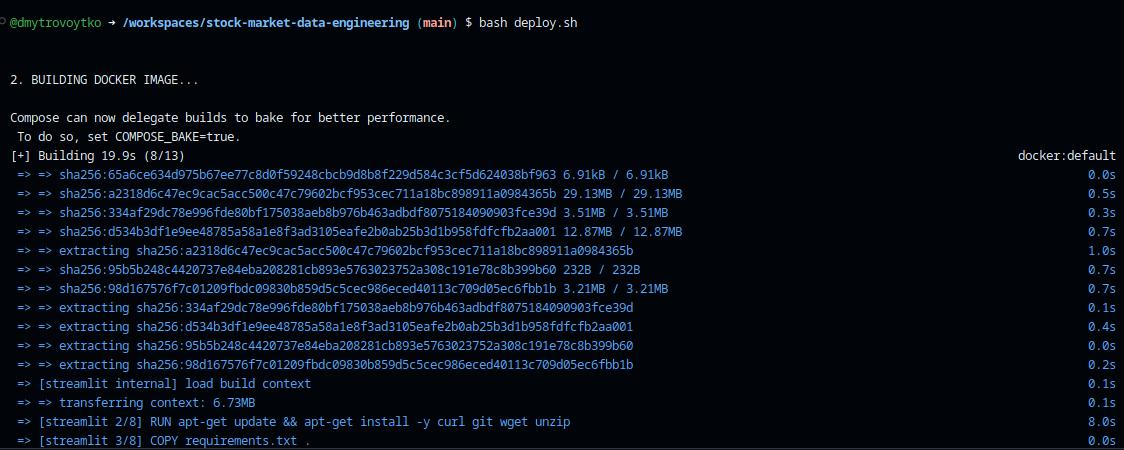 @dmytrovoytko → /workspaces/stock-market-data-engineering (main) $ bash deploy.sh
2. BUILDING DOCKER IMAGE...
Compose can now delegate builds to bake for better performance.
To do so, set COMPOSE_BAKE=true.
[+] Building 19.9s (8/13) docker:default
=> => sha256:65a6ce634d975b67ee77c8d0f59248cbcb9d8b8f229d584c3cf5d624038bf963 6.91kB / 6.91kB 0.0s
=> => sha256:a2318d6c47ec9cac5acc500c47c79602bcf953cec711a18bc898911a0984365b 29.13MB / 29.13MB 0.5s
=> => sha256:334af29dc78e996fde80bf175038aeb8b976b463adbdf8075184090903fce39d 3.51MB / 3.51MB 0.3s
=> => sha256:d534b3df1e9ee48785a58a1e8f3ad3105eafe2b0ab25b3d1b958fdfcfb2aa001 12.87MB / 12.87MB 0.7s
=> => extracting sha256:a2318d6c47ec9cac5acc500c47c79602bcf953cec711a18bc898911a0984365b 1.0s
=> => sha256:95b5b248c4420737e84eba208281cb893e5763023752a308c191e78c8b399b60 232B / 232B 0.7s
=> => sha256:98d167576f7c01209fbdc09830b859d5c5cec986eced40113c709d05ec6fbb1b 3.21MB / 3.21MB 0.7s
=> => extracting sha256:334af29dc78e996fde80bf175038aeb8b976b463adbdf8075184090903fce39d 0.1s
=> => extracting sha256:d534b3df1e9ee48785a58a1e8f3ad3105eafe2b0ab25b3d1b958fdfcfb2aa001 0.4s
=> => extracting sha256:95b5b248c4420737e84eba208281cb893e5763023752a308c191e78c8b399b60 0.0s
=> => extracting sha256:98d167576f7c01209fbdc09830b859d5c5cec986eced40113c709d05ec6fbb1b 0.2s
=> [streamlit internal] load build context 0.1s
=> => transferring context: 6.73MB 0.1s
=> [streamlit 2/8] RUN apt-get update && apt-get install -y curl git wget unzip 8.0s
=> [streamlit 3/8] COPY requirements.txt . 0.0s